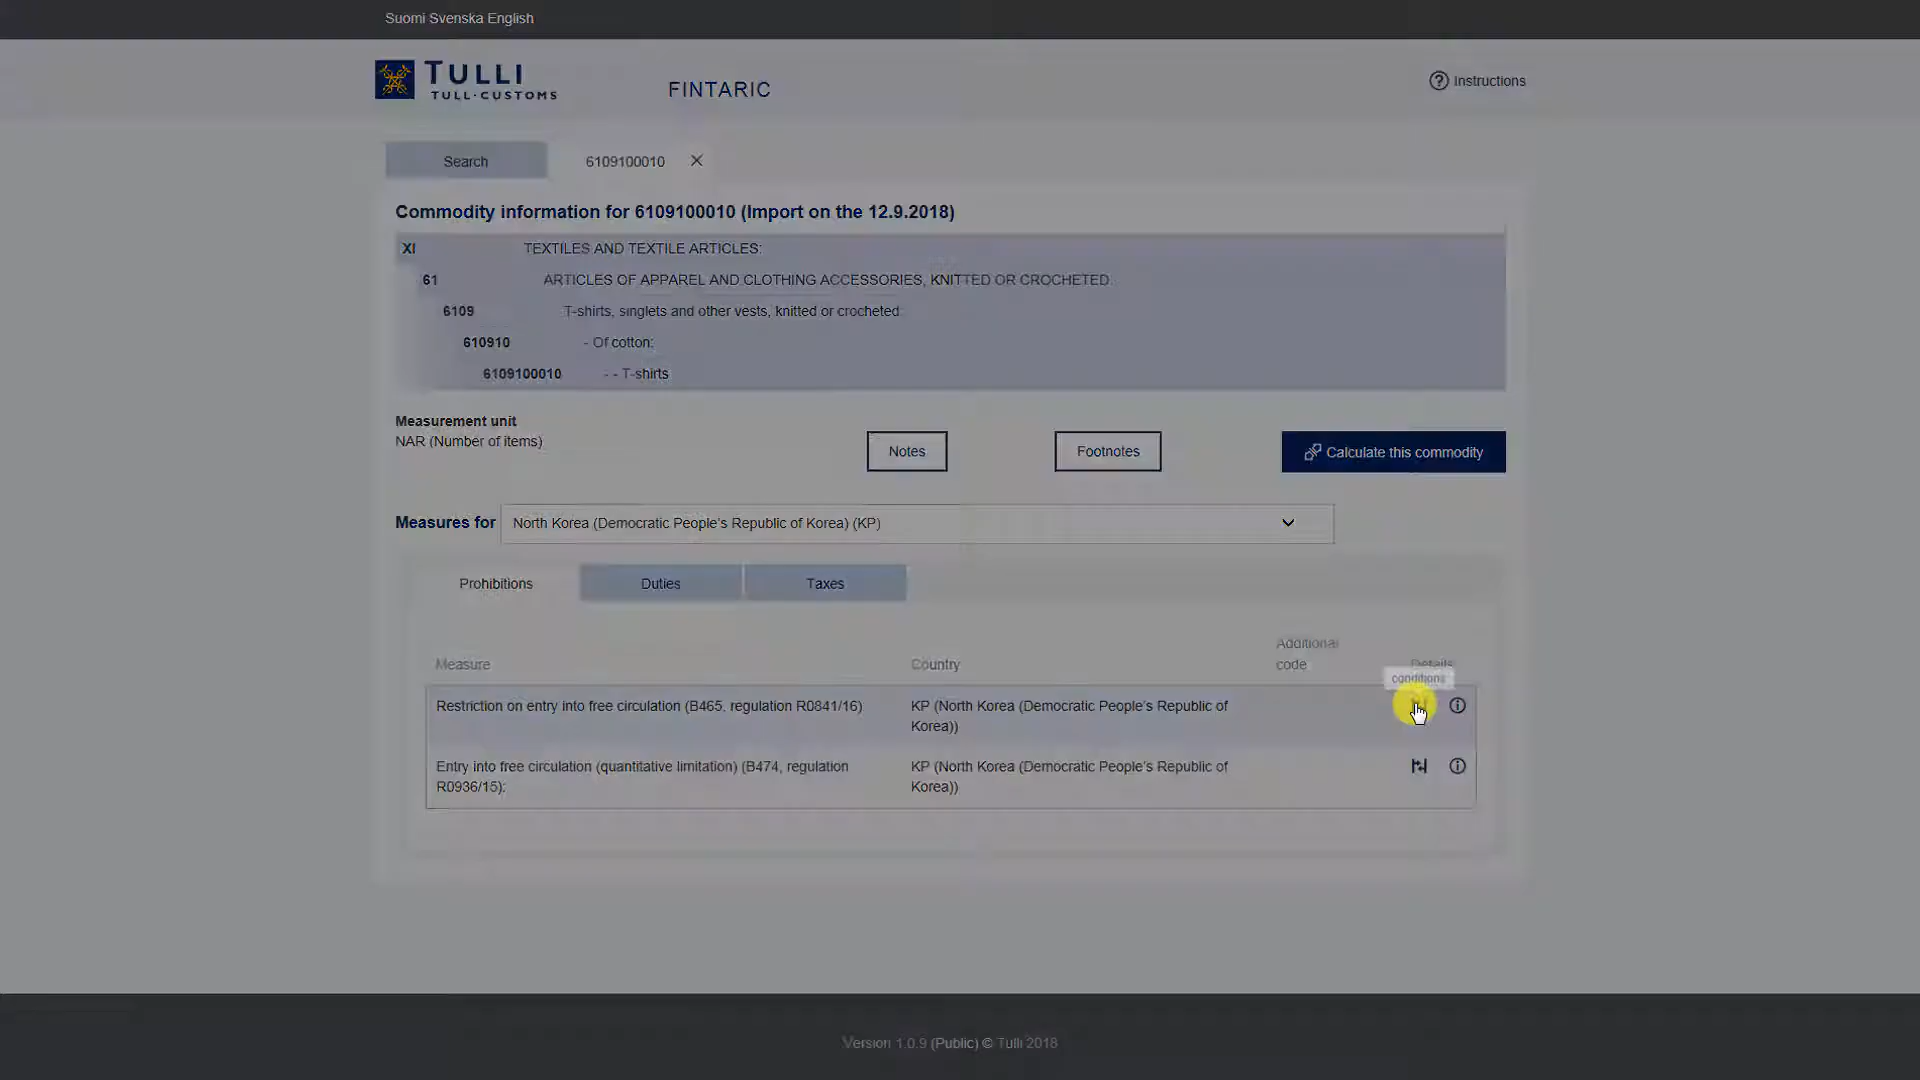 Suomi Svenska English
TULLI
TULL·CUSTOMS
FINTARIC
Instructions
Search
6109100010
Commodity information for 6109100010 (Import on the 12.9.2018)
XI TEXTILES AND TEXTILE ARTICLES:
61 ARTICLES OF APPAREL AND CLOTHING ACCESSORIES, KNITTED OR CROCHETED:
6109 T-shirts, singlets and other vests, knitted or crocheted:
610910 - Of cotton:
6109100010 - - T-shirts
Measurement unit
NAR (Number of items)
Notes
Footnotes
Calculate this commodity
Measures for North Korea (Democratic People's Republic of Korea) (KP)
Prohibitions Duties Taxes
Additional
Measure Country code Details
conditions
Restriction on entry into free circulation (B465, regulation R0841/16) KP (North Korea (Democratic People's Republic of
Korea))
Entry into free circulation (quantitative limitation) (B474, regulation KP (North Korea (Democratic People's Republic of
R0936/15): Korea))
Version 1.0.9 (Public) © Tulli 2018